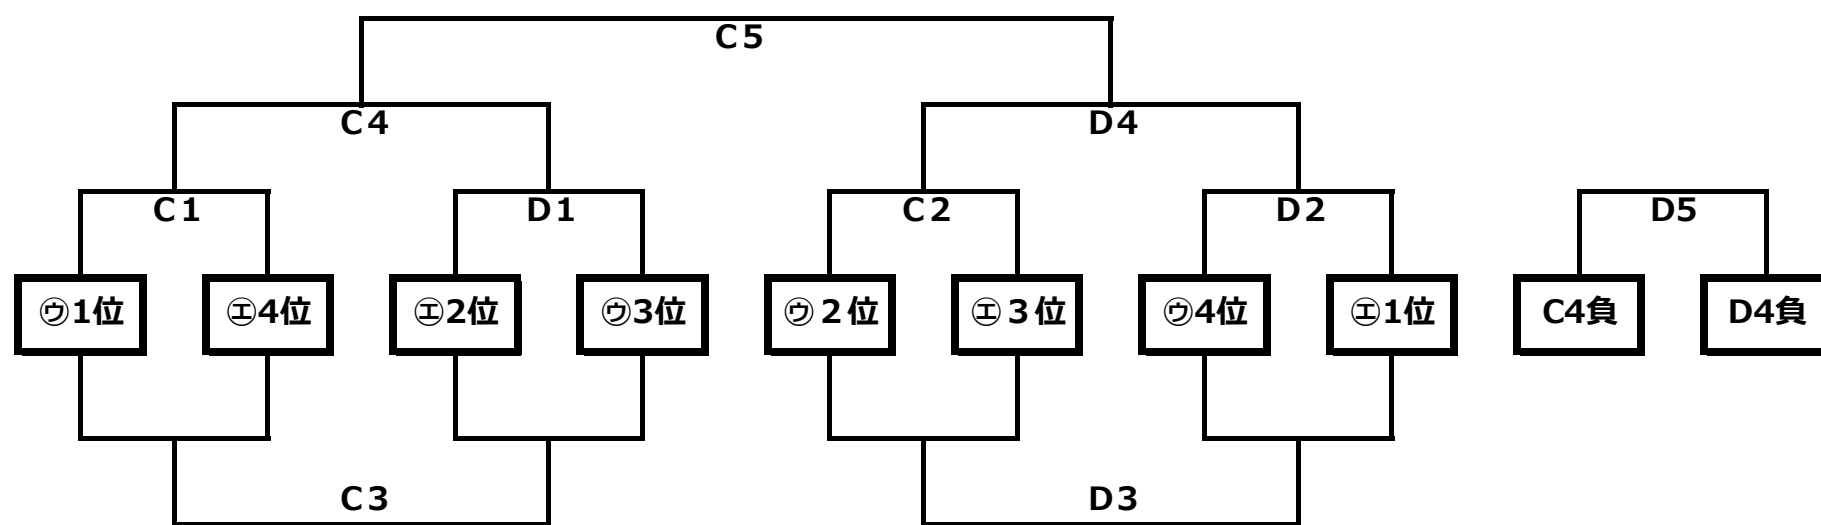 C5
C4 D4
C1 D1 C2 D2 D5
㋒1位 ㋓4位 ㋓2位 ㋒3位 ㋒２位 ㋓３位 ㋒4位 ㋓1位 C4負 D4負
C3 D3